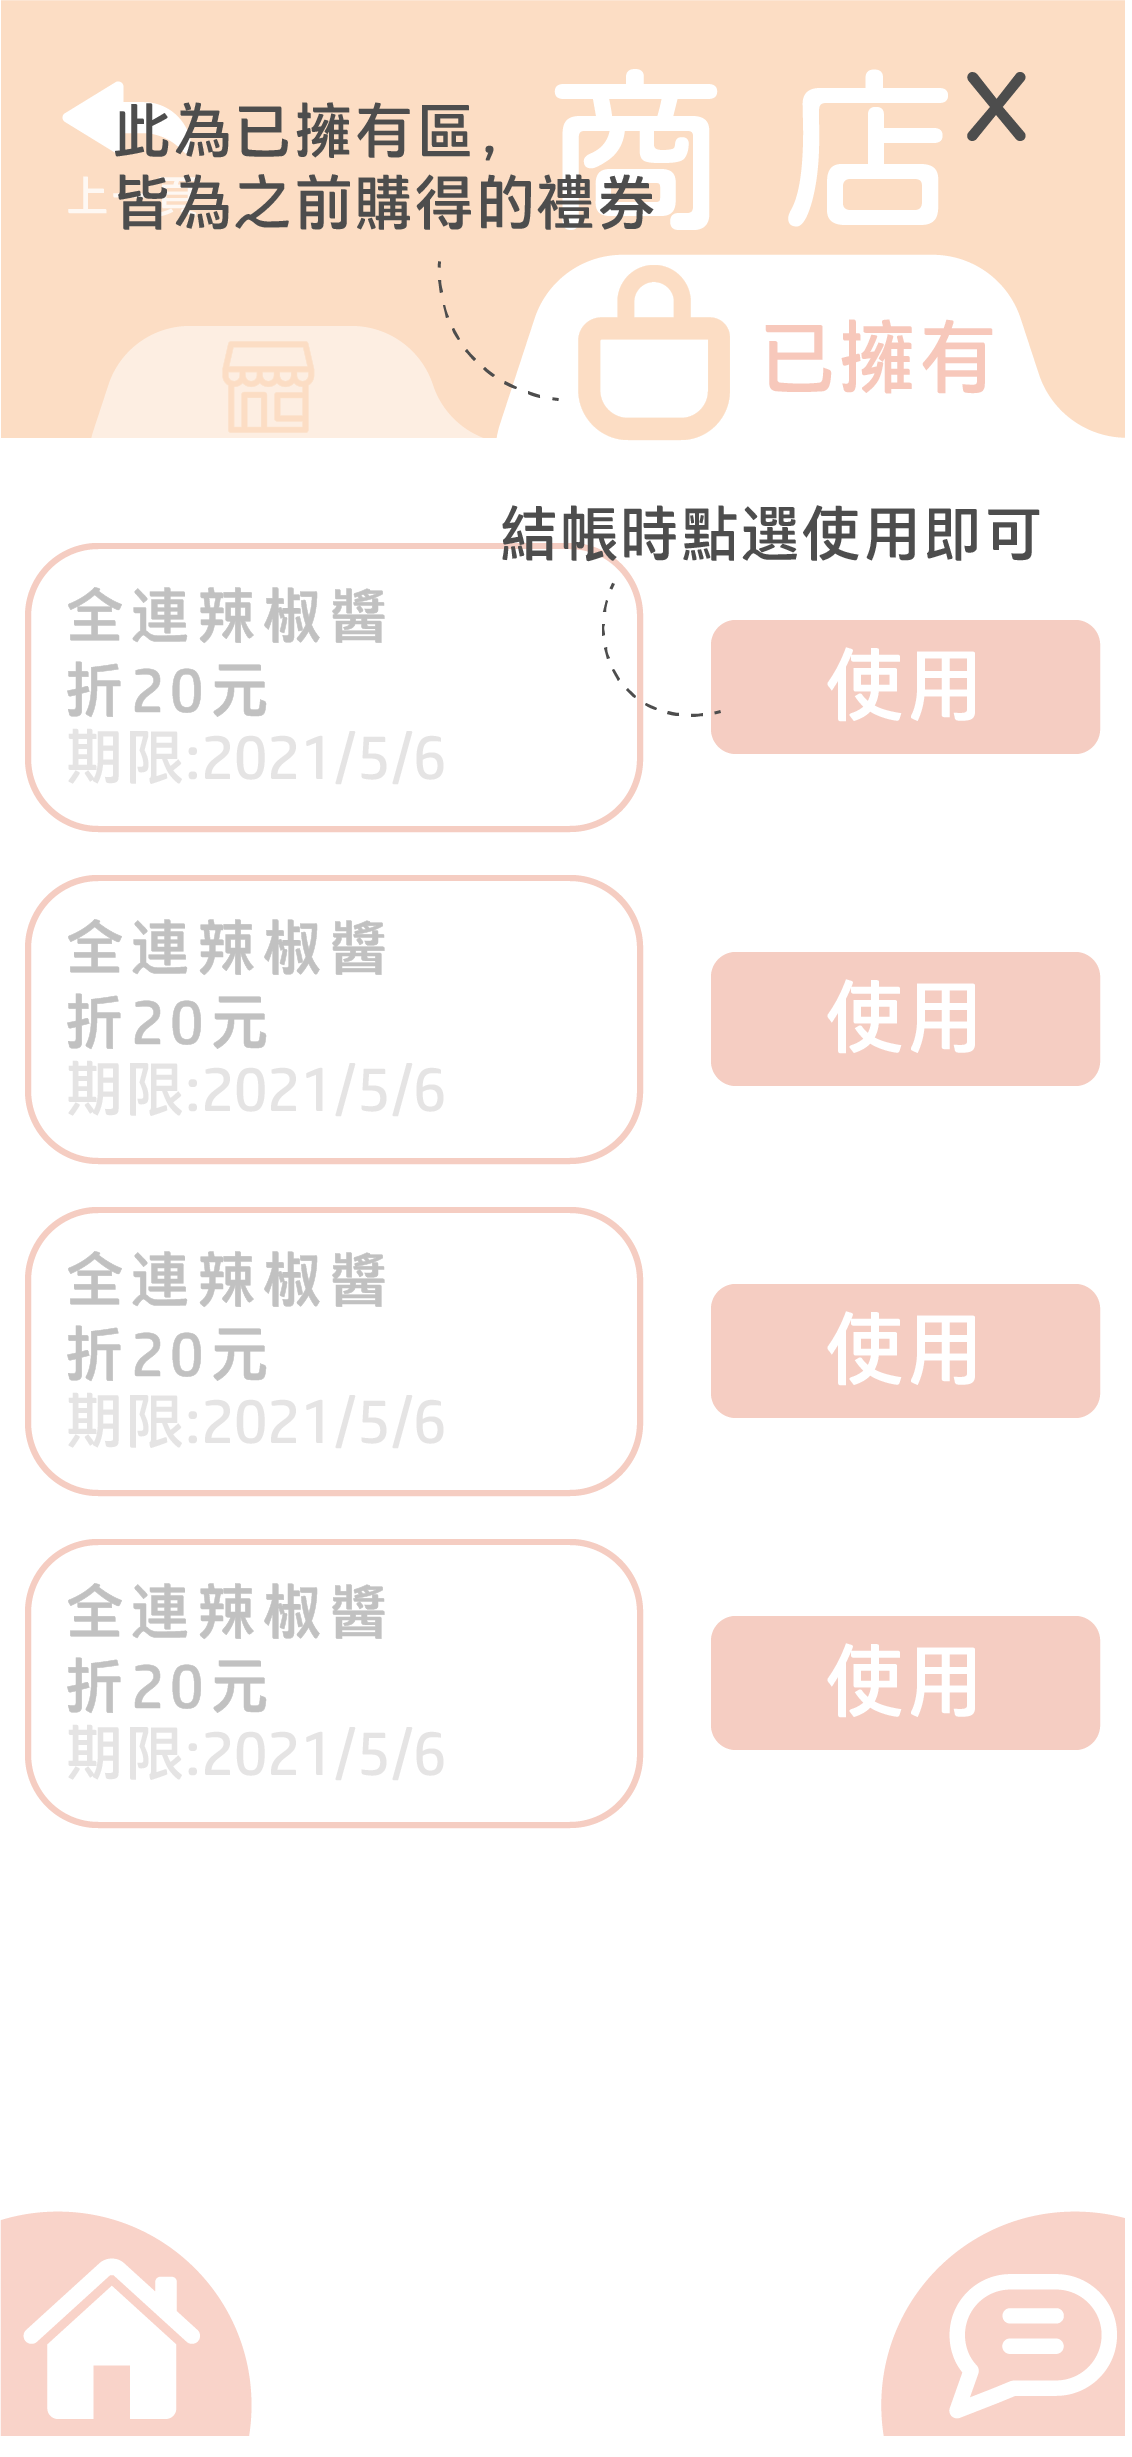 商店
X
此為已擁有區，
皆為之前購得的禮券
上
已擁有
結帳時點選使用即可
全連辣椒醬
折20元
期限:2021/5/6
使用
全連辣椒醬
折20元
期限:2021/5/6
使用
全連辣椒醬
折20元
期限:2021/5/6
使用
全連辣椒醬
折20元
期限:2021/5/6
使用